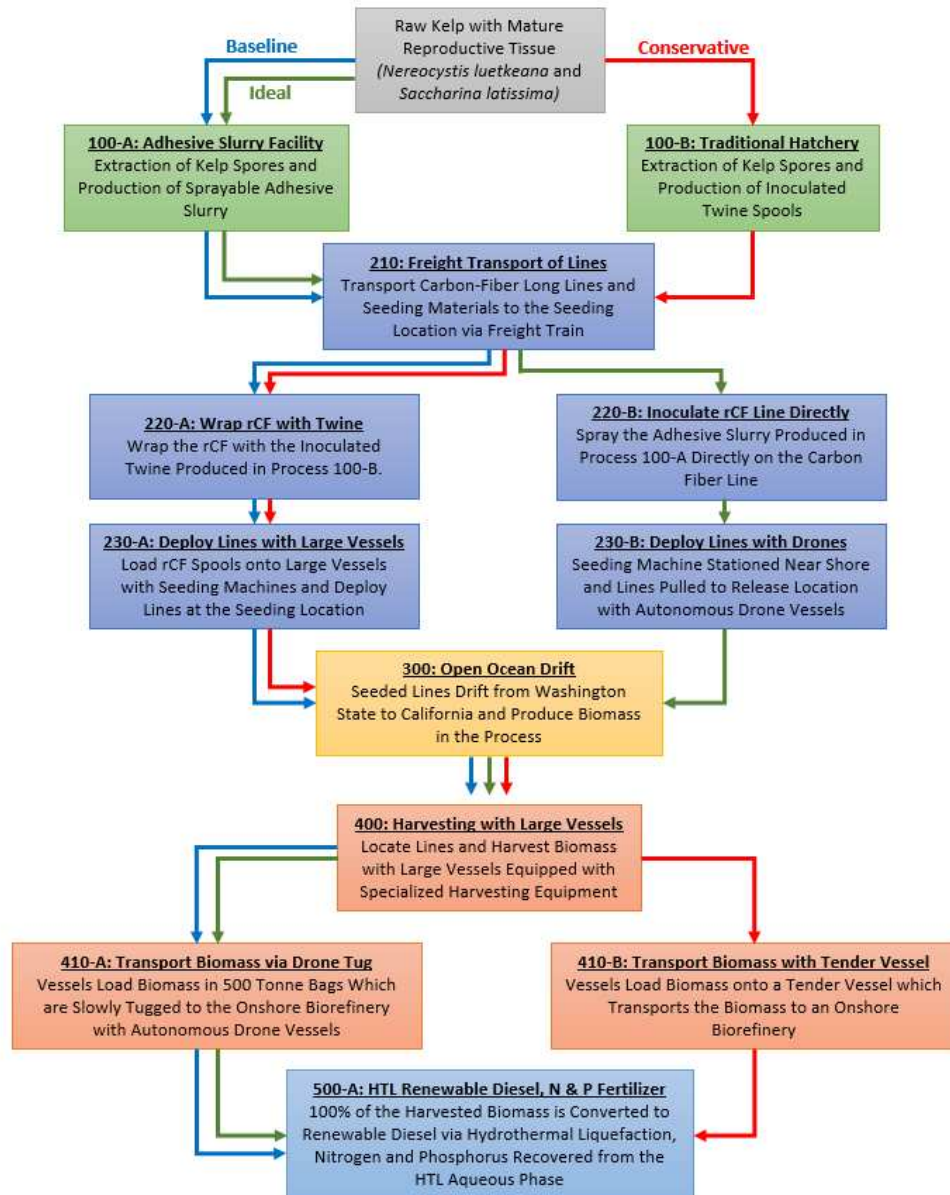 Baseline
Raw Kelp with Mature
Reproductive Tissue
(Nereocystis luetkeana and
Saccharina latissima)
Conservative
Ideal
100-A: Adhesive Slurry Facility
Extraction of Kelp Spores and
Production of Sprayable Adhesive
Slurry
100-B: Traditional Hatchery
Extraction of Kelp Spores and
Production of Inoculated
Twine Spools
210: Freight Transport of Lines
Transport Carbon-Fiber Long Lines and
Seeding Materials to the Seeding
Location via Freight Train
220-A: Wrap rCF with Twine
Wrap the rCF with the Inoculated
Twine Produced in Process 100-B.
220-B: Inoculate rCF Line Directly
Spray the Adhesive Slurry Produced in
Process 100-A Directly on the Carbon
Fiber Line
230-A: Deploy Lines with Large Vessels
Load rCF Spools onto Large Vessels
with Seeding Machines and Deploy
Lines at the Seeding Location
230-B: Deploy Lines with Drones
Seeding Machine Stationed Near Shore
and Lines Pulled to Release Location
with Autonomous Drone Vessels
300: Open Ocean Drift
Seeded Lines Drift from Washington
State to California and Produce Biomass
in the Process
400: Harvesting with Large Vessels
Locate Lines and Harvest Biomass
with Large Vessels Equipped with
Specialized Harvesting Equipment
410-A: Transport Biomass via Drone Tug
Vessels Load Biomass in 500 Tonne Bags Which
are Slowly Tugged to the Onshore Biorefinery
with Autonomous Drone Vessels
410-B: Transport Biomass with Tender Vessel
Vessels Load Biomass onto a Tender Vessel which
Transports the Biomass to an Onshore
Biorefinery
500-A: HTL Renewable Diesel, N & P Fertilizer
100% of the Harvested Biomass is Converted to
Renewable Diesel via Hydrothermal Liquefaction,
Nitrogen and Phosphorus Recovered from the
HTL Aqueous Phase